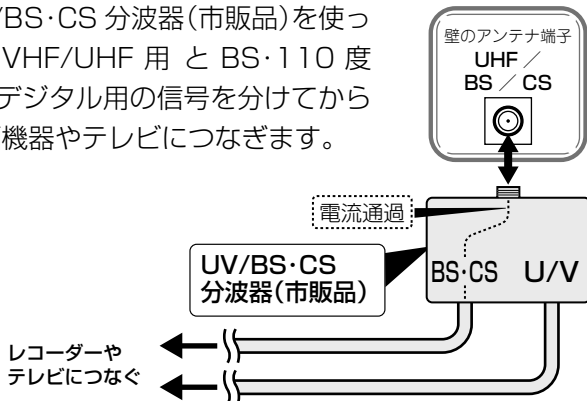 /BS･CS 分波器（市販品）を使っ
VHF/UHF 用 と BS･110 度
デジタル用の信号を分けてから
機器やテレビにつなぎます。
壁のアンテナ端子
UHF／
BS ／ CS
電流通過
UV/BS･CS
分波器（市販品）
BS･CS U/V
レコーダーや
テレビにつなぐ